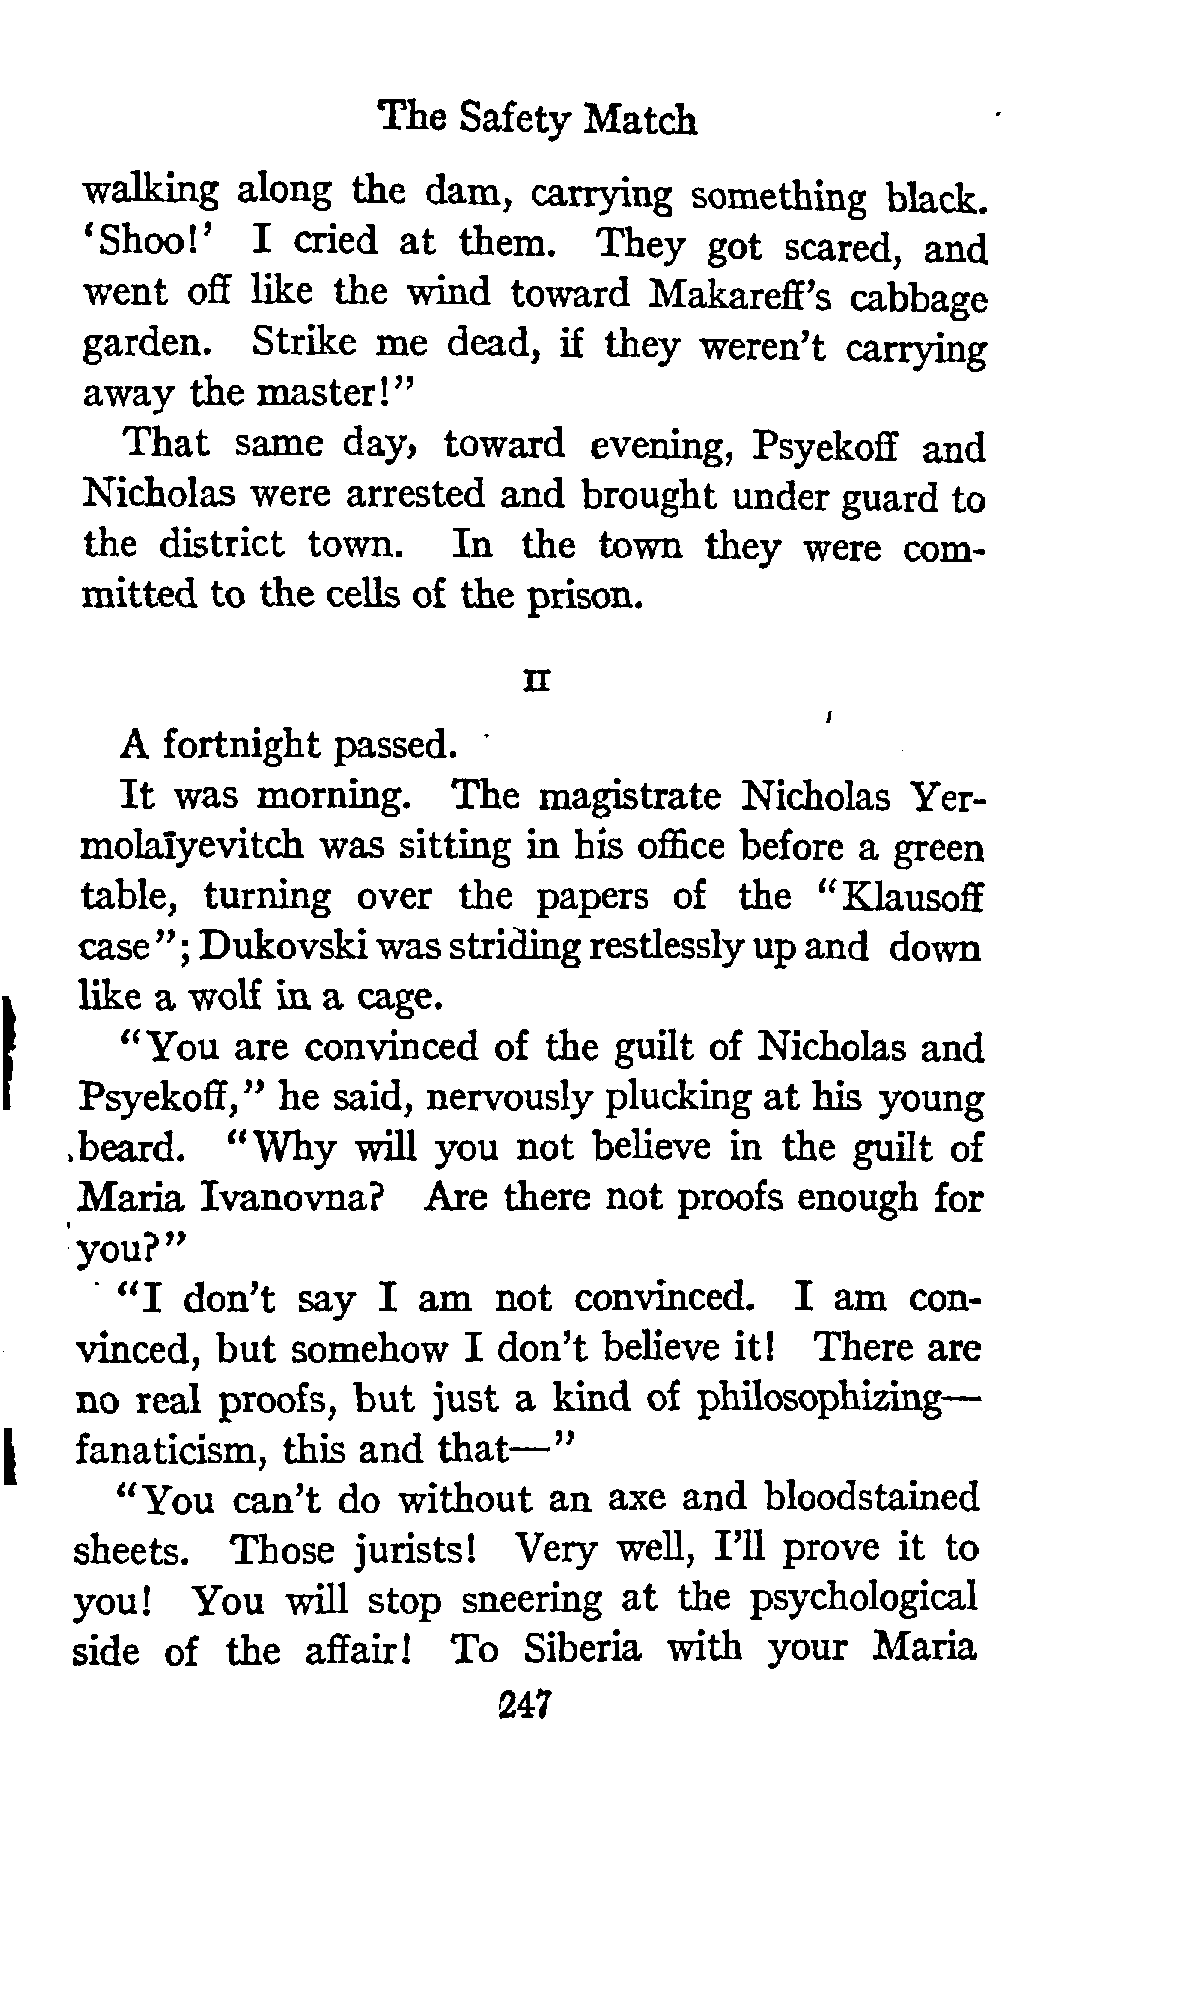 The Safety Match
walking along the dam, carrying something black.
‘Shoo!’ I cried at them. They got scared, and
went off like the wind toward Makareff’s cabbage
garden. Strike me dead, if they weren’t carrying
away the master!”
That same day, toward evening, Psyekoff and
Nicholas were arrested and brought under guard to
the district town. In the town they were com-
mitted to the cells of the prison.
II
A fortnight passed.
It was morning. The magistrate Nicholas Yer-
molaïyevitch was sitting in his office before a green
table, turning over the papers of the “Klausoff
case”; Dukovski was striding restlessly up and down
like a wolf in a cage.
“You are convinced of the guilt of Nicholas and
Psyekoff,” he said, nervously plucking at his young
beard. “Why will you not believe in the guilt of
Maria Ivanovna? Are there not proofs enough for
you?”
“I don’t say I am not convinced. I am con-
vinced, but somehow I don’t believe it! There are
no real proofs, but just a kind of philosophizing—
fanaticism, this and that—”
“You can’t do without an axe and bloodstained
sheets. Those jurists! Very well, I’ll prove it to
you! You will stop sneering at the psychological
side of the affair! To Siberia with your Maria
247